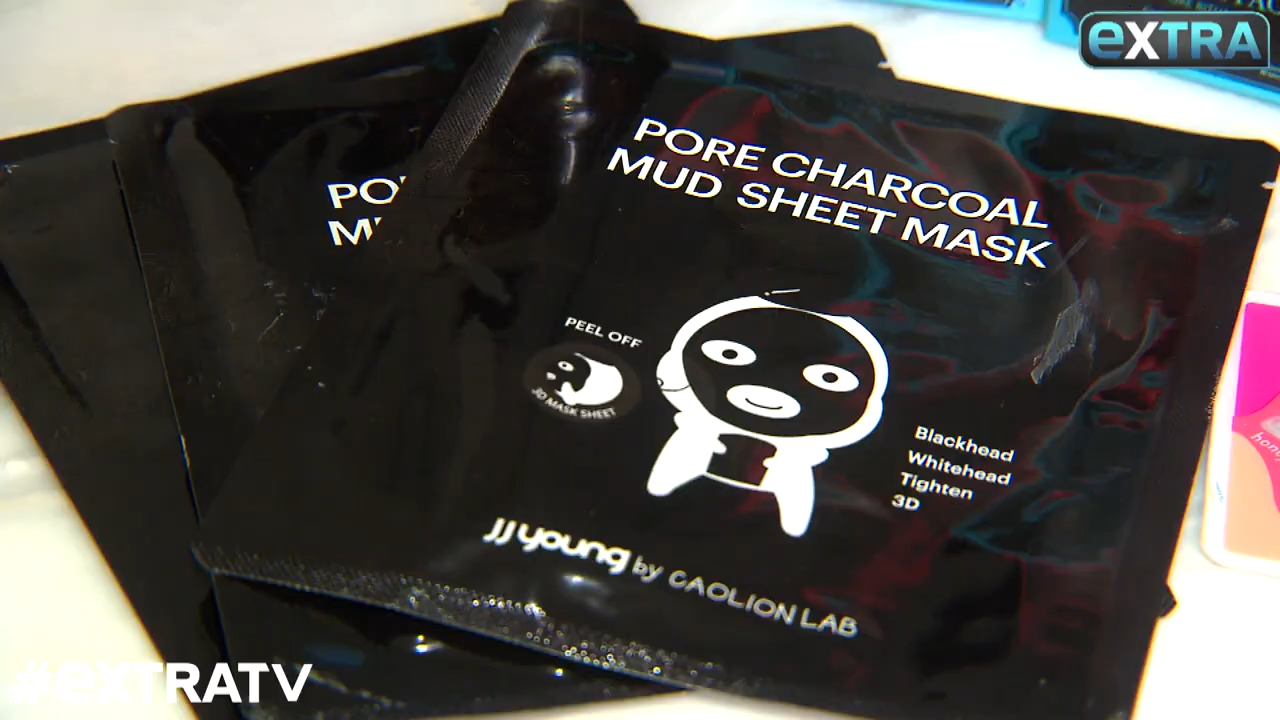 eXTRA
PORE CHARCOAL
MUD SHEET MASK
PEEL OFF
3D MASK SHEET
Blackhead
Whitehead
Tighten
3D
JJ young by CAOLION LAB
#eXTRATV